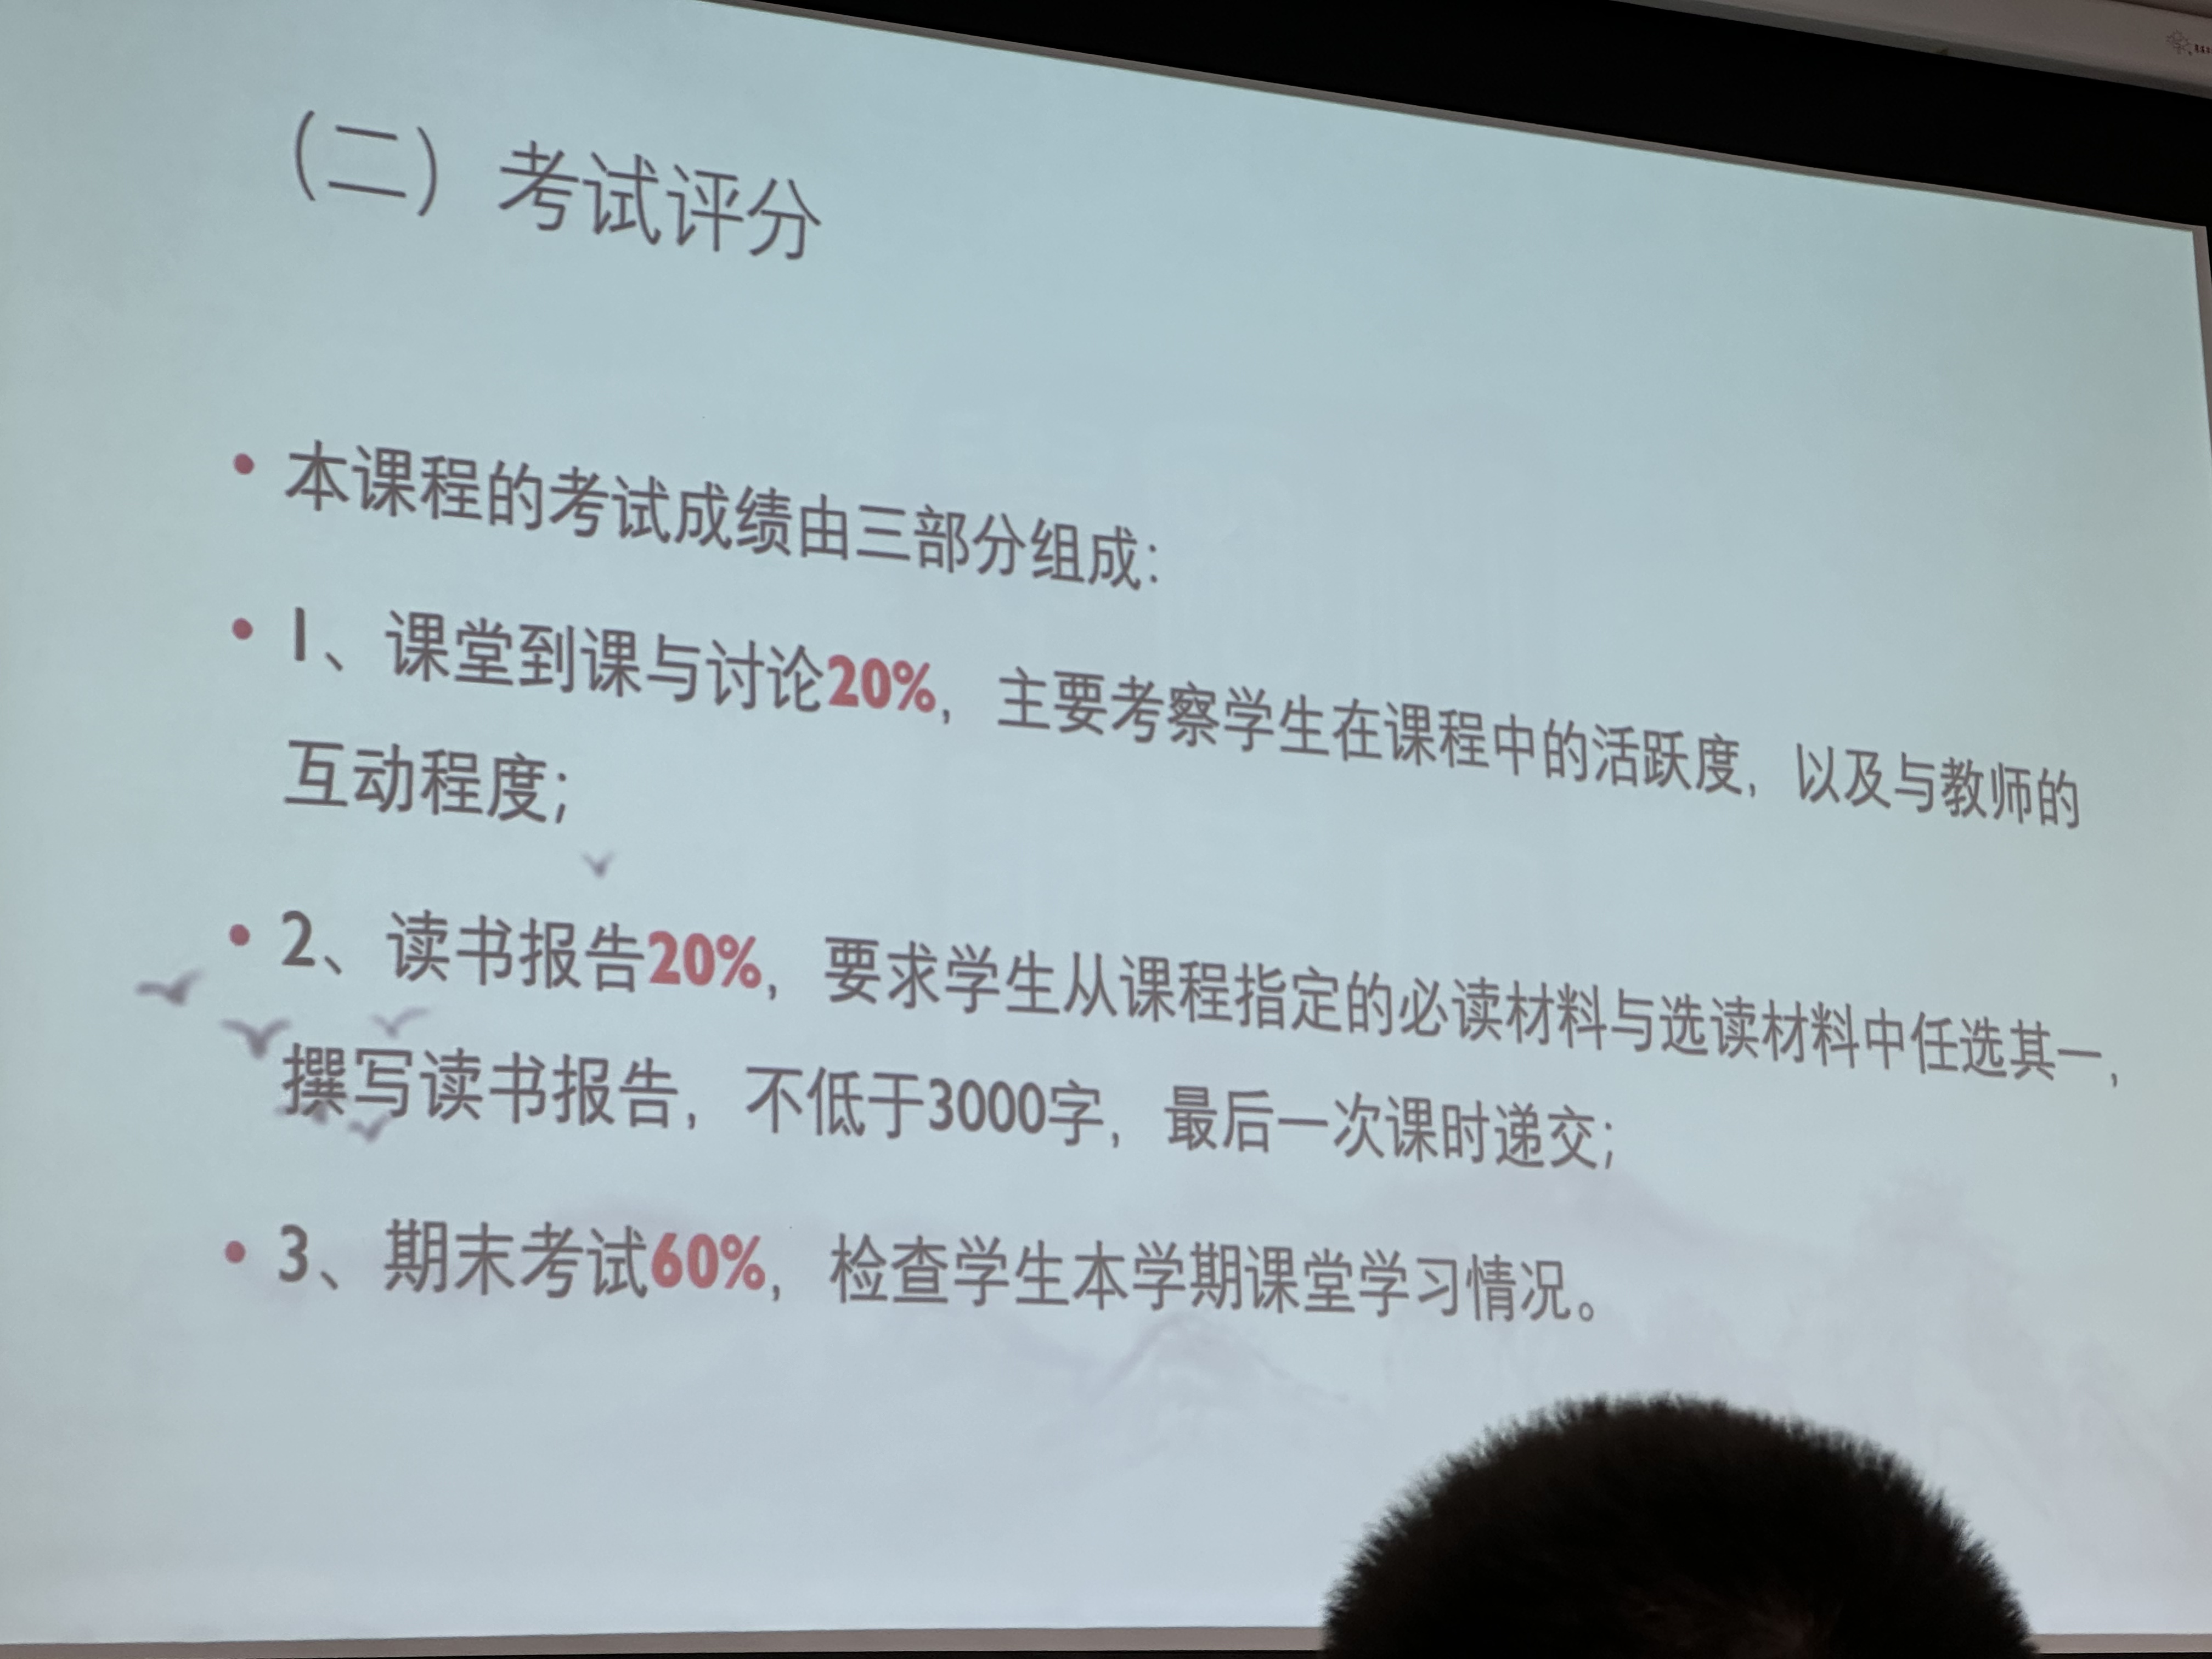 （二）考试评分
• 本课程的考试成绩由三部分组成：
• 1、课堂到课与讨论20%，主要考察学生在课程中的活跃度，以及与教师的
互动程度；
• 2、读书报告20%，要求学生从课程指定的必读材料与选读材料中任选其一，
撰写读书报告，不低于3000字，最后一次课时递交；
• 3、期末考试60%，检查学生本学期课堂学习情况。